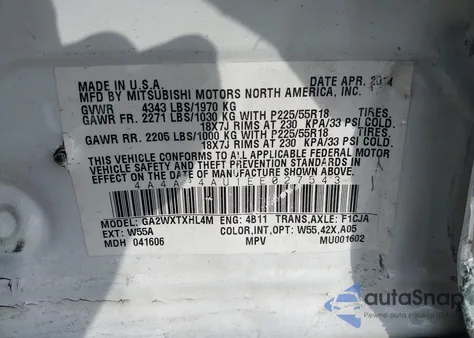 MADE IN U.S.A. DATE APR. 2014
MFD BY MITSUBISHI MOTORS NORTH AMERICA, INC.
GVWR 4343 LBS/1970 KG
GAWR FR. 2271 LBS/1030 KG WITH P225/55R18 TIRES,
18X7J RIMS AT 230 KPA/33 PSI COLD.
GAWR RR. 2205 LBS/1000 KG WITH P225/55R18 TIRES,
18X7J RIMS AT 230 KPA/33 PSI COLD.
THIS VEHICLE CONFORMS TO ALL APPLICABLE FEDERAL MOTOR
VEHICLE SAFETY AND THEFT PREVENTION STANDARDS IN EFFECT
ON THE DATE OF MANUFACTURE SHOWN ABOVE.
MODEL: GA2WXTXHL4M ENG: 4B11 TRANS,AXLE: F1CJA
EXT: W55A COLOR,INT,OPT: W55,42X,A05
MDH 041606 MPV MU001602
autoSnap